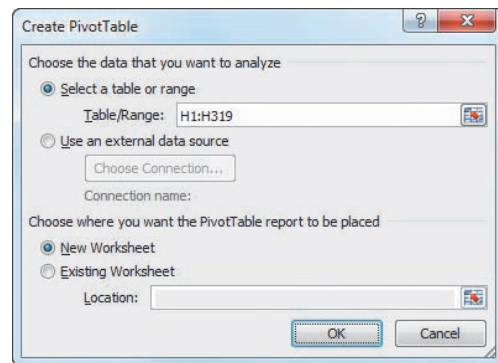 Create PivotTable
Choose the data that you want to analyze
Select a table or range
Table/Range: H1:H319
Use an external data source
Choose Connection...
Connection name:
Choose where you want the PivotTable report to be placed
New Worksheet
Existing Worksheet
Location:
OK Cancel